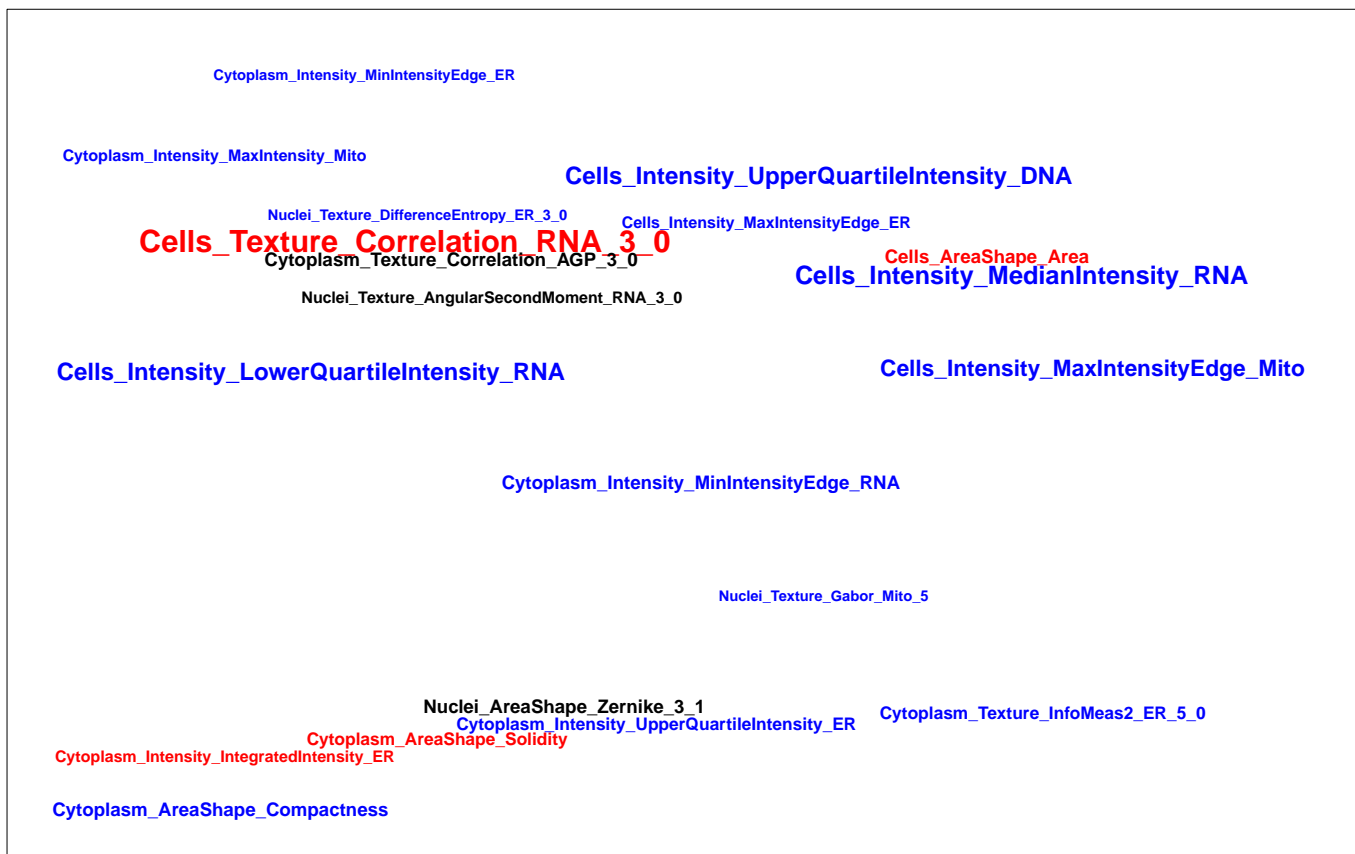 Cytoplasm_Intensity_MinIntensityEdge_ER
Cytoplasm_Intensity_MaxIntensity_Mito
Cells_Intensity_UpperQuartileIntensity_DNA
Nuclei_Texture_DifferenceEntropy_ER_3_0
Cells_Intensity_MaxIntensityEdge_ER
Cells_Texture_Correlation_RNA_3_0
Cells_AreaShape_Area
Cytoplasm_Texture_Correlation_AGP_3_0
Cells_Intensity_MedianIntensity_RNA
Nuclei_Texture_AngularSecondMoment_RNA_3_0
Cells_Intensity_LowerQuartileIntensity_RNA
Cells_Intensity_MaxIntensityEdge_Mito
Cytoplasm_Intensity_MinIntensityEdge_RNA
Nuclei_Texture_Gabor_Mito_5
Nuclei_AreaShape_Zernike_3_1
Cytoplasm_Texture_InfoMeas2_ER_5_0
Cytoplasm_Intensity_UpperQuartileIntensity_ER
Cytoplasm_AreaShape_Solidity
Cytoplasm_Intensity_IntegratedIntensity_ER
Cytoplasm_AreaShape_Compactness